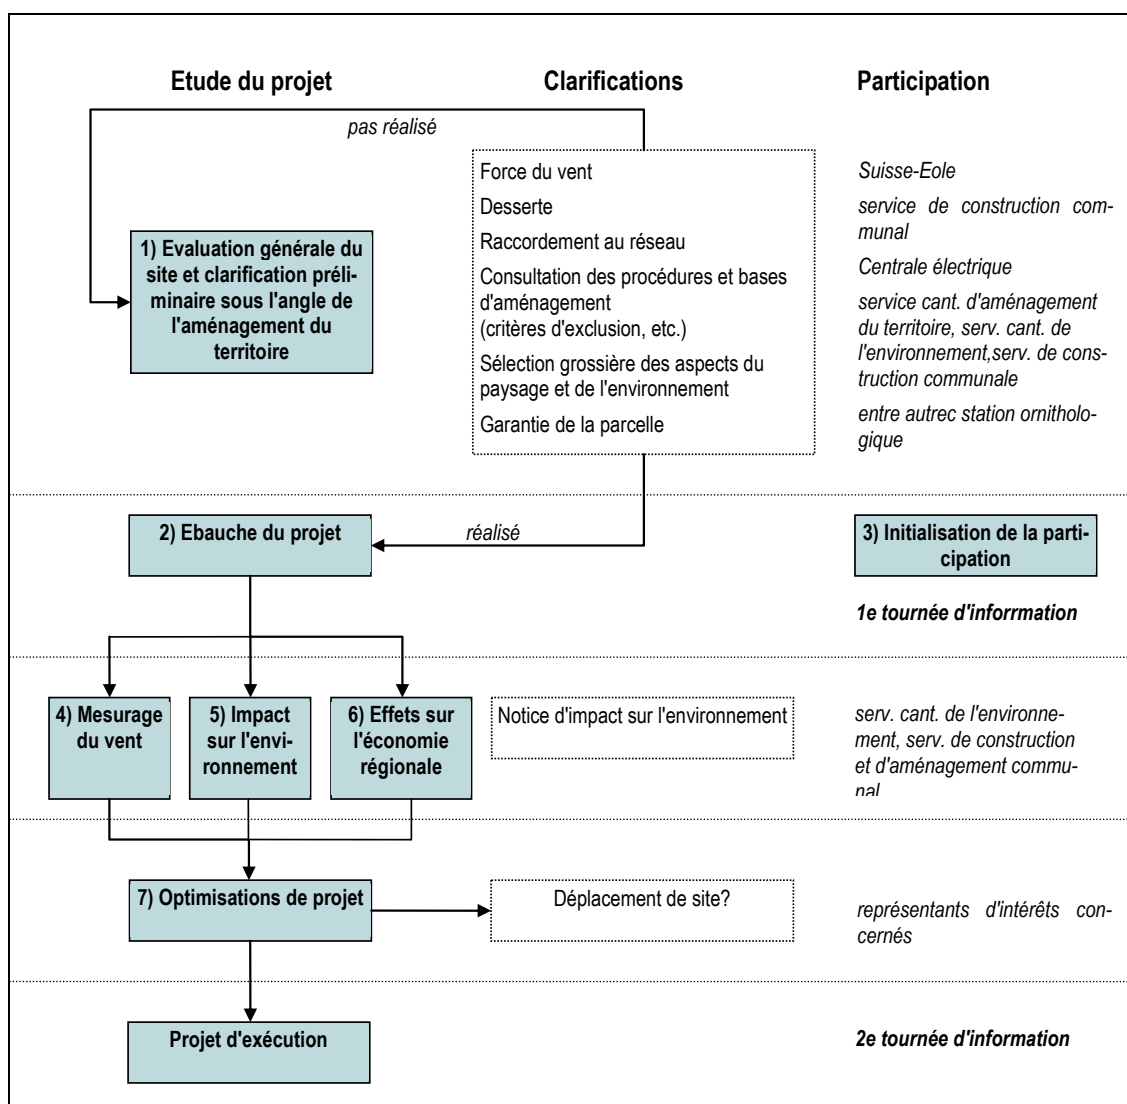 Etude du projet
Clarifications
Participation
pas réalisé
1) Evaluation générale du
site et clarification préli-
minaire sous l'angle de
l'aménagement du
territoire
Force du vent
Desserte
Raccordement au réseau
Consultation des procédures et bases
d'aménagement
(critères d'exclusion, etc.)
Sélection grossière des aspects du
paysage et de l'environnement
Garantie de la parcelle
Suisse-Eole
service de construction com-
munal
Centrale électrique
service cant. d'aménagement
du territoire, serv. cant. de
l'environnement,serv. de cons-
truction communale
entre autrec station ornitholo-
gique
2) Ebauche du projet
réalisé
3) Initialisation de la parti-
cipation
1e tournée d'inforrmation
4) Mesurage
du vent
5) Impact
sur l'envi-
ronnement
6) Effets sur
l'économie
régionale
Notice d'impact sur l'environnement
serv. cant. de l'environne-
ment, serv. de construction
et d'aménagement commu-
nal
7) Optimisations de projet
Déplacement de site?
représentants d'intérêts con-
cernés
Projet d'exécution
2e tournée d'information